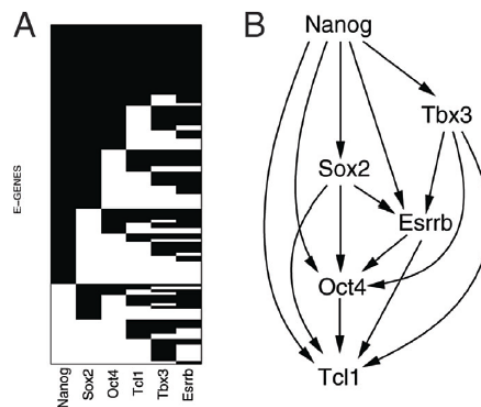 A
E-GENES
Nanog
Sox2
Oct4
Tcl1
Tbx3
Esrrb
B
Nanog
Tbx3
Sox2
Esrrb
Oct4
Tcl1